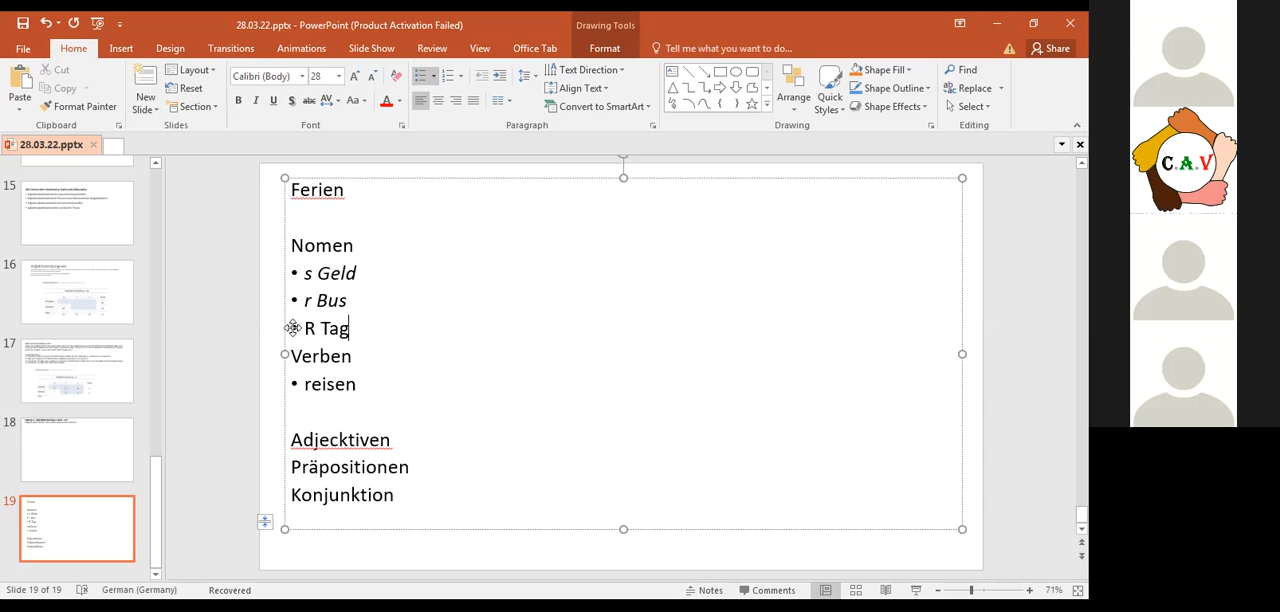 28.03.22.pptx - PowerPoint (Product Activation Failed)
Drawing Tools
File Home Insert Design Transitions Animations Slide Show Review View Office Tab Format Tell me what you want to do... Share
Paste
Cut
Copy
Format Painter
Clipboard
New Slide
Layout
Reset
Section
Slides
Calibri (Body) 28
B I U S abc AV Aa A
Font
Text Direction
Align Text
Convert to SmartArt
Paragraph
Arrange
Quick Styles
Shape Fill
Shape Outline
Shape Effects
Drawing
Find
Replace
Select
Editing
28.03.22.pptx
15
16
17
18
19
Ferien
Nomen
• s Geld
• r Bus
R Tag
Verben
• reisen
Adjecktiven
Präpositionen
Konjunktion
C.A.V
Slide 19 of 19 German (Germany) Recovered Notes Comments 71%